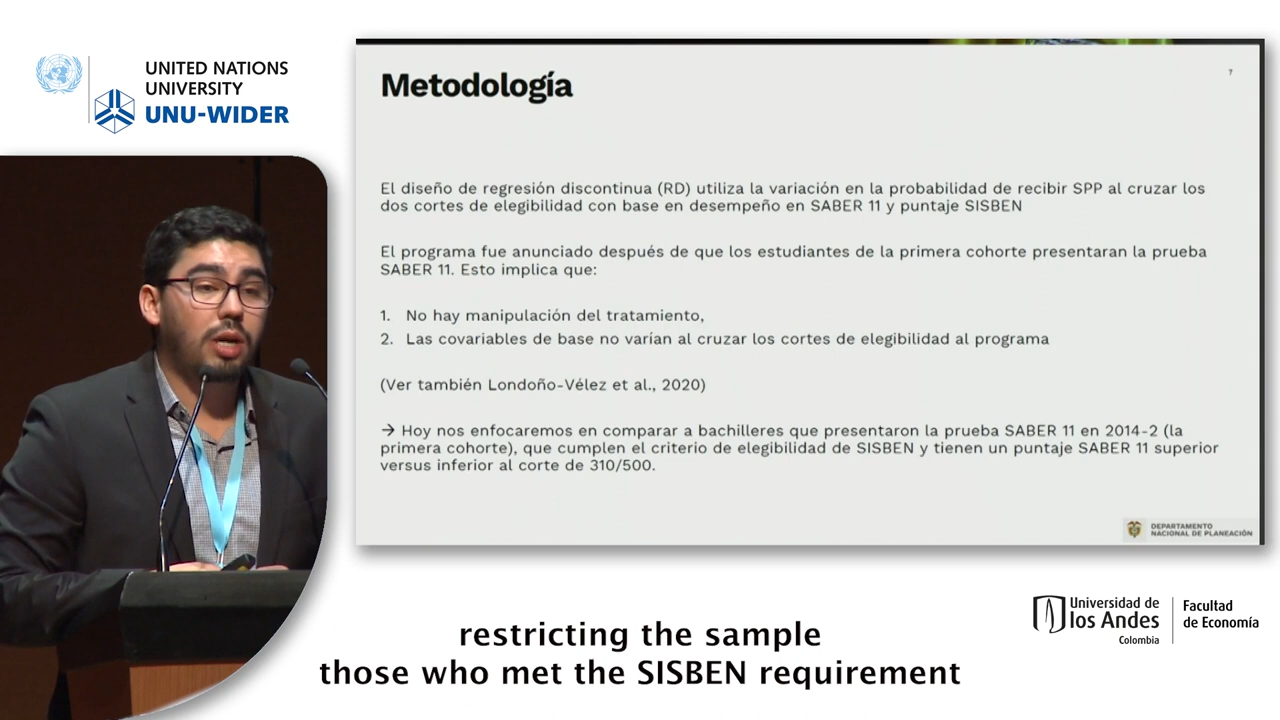 UNITED NATIONS
UNIVERSITY
UNU-WIDER
Metodología
7
El diseño de regresión discontinua (RD) utiliza la variación en la probabilidad de recibir SPP al cruzar los
dos cortes de elegibilidad con base en desempeño en SABER 11 y puntaje SISBEN
El programa fue anunciado después de que los estudiantes de la primera cohorte presentaran la prueba
SABER 11. Esto implica que:
1. No hay manipulación del tratamiento,
2. Las covariables de base no varían al cruzar los cortes de elegibilidad al programa
(Ver también Londoño-Vélez et al., 2020)
→ Hoy nos enfocaremos en comparar a bachilleres que presentaron la prueba SABER 11 en 2014-2 (la
primera cohorte), que cumplen el criterio de elegibilidad de SISBEN y tienen un puntaje SABER 11 superior
versus inferior al corte de 310/500.
DEPARTAMENTO
NACIONAL DE PLANEACIÓN
Universidad de
los Andes
Colombia
Facultad
de Economía
restricting the sample
those who met the SISBEN requirement